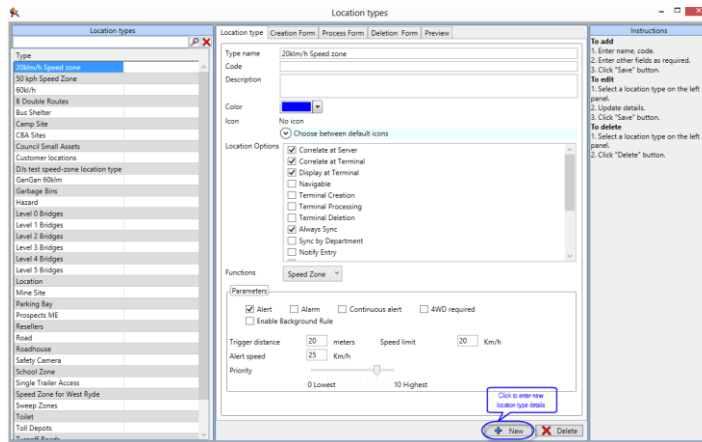 Location types
Location types
Type
20klm/h Speed zone
50 kph Speed Zone
60kl/h
B Double Routes
Bus Shelter
Camp Site
CBA Sites
Council Small Assets
Customer locations
DJs test speed-zone location type
GanGan 60klm
Garbage Bins
Hazard
Level 0 Bridges
Level 1 Bridges
Level 2 Bridges
Level 3 Bridges
Level 4 Bridges
Level 5 Bridges
Location
Mine Site
Parking Bay
Prospects ME
Resellers
Road
Roadhouse
Safety Camera
School Zone
Single Trailer Access
Speed Zone for West Ryde
Sweep Zones
Toilet
Toll Depots
Location type Creation Form Process Form Deletion Form Preview
Type name 20klm/h Speed zone
Code
Description
Color
Icon No icon
Choose between default icons
Location Options Correlate at Server
Correlate at Terminal
Display at Terminal
Navigable
Terminal Creation
Terminal Processing
Terminal Deletion
Always Sync
Sync by Department
Notify Entry
Functions Speed Zone
Parameters
Alert Alarm Continuous alert 4WD required
Enable Background Rule
Trigger distance 20 meters Speed limit 20 Km/h
Alert speed 25 Km/h
Priority
0 Lowest 10 Highest
Click to enter new
location type details
New Delete
Instructions
To add
1. Enter name, code.
2. Enter other fields as required.
3. Click "Save" button.
To edit
1. Select a location type on the left
panel.
2. Update details.
3. Click "Save" button.
To delete
1. Select a location type on the left
panel.
2. Click "Delete" button.